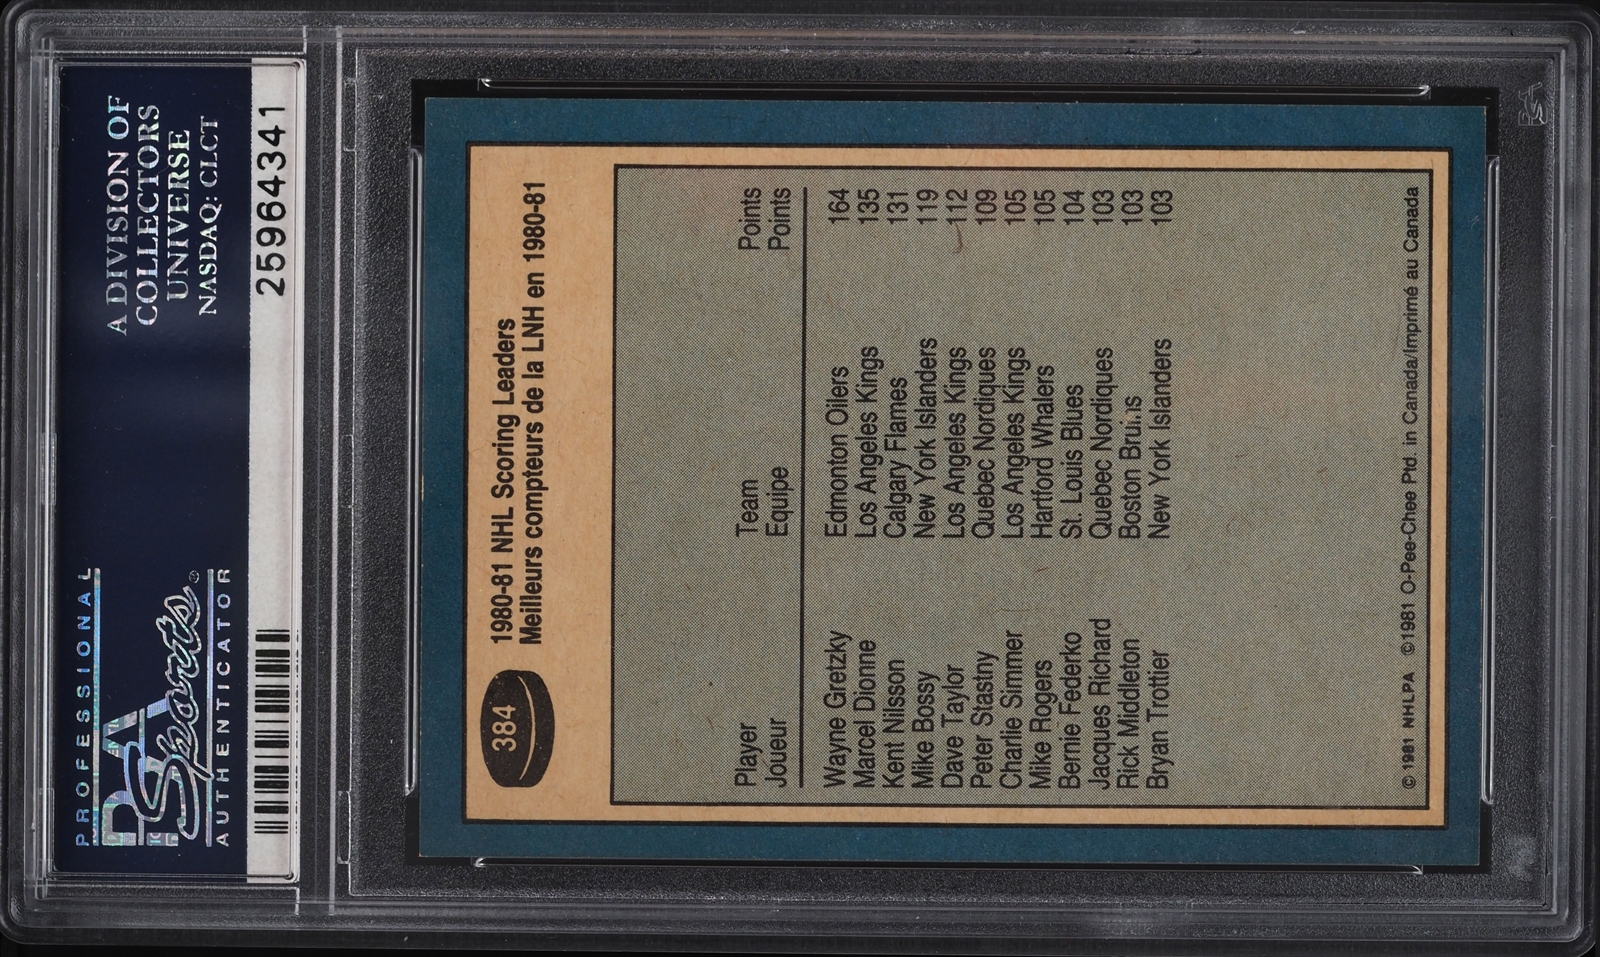 PROFESSIONAL
PSA
Sports®
AUTHENTICATOR
A DIVISION OF
COLLECTORS
UNIVERSE
NASDAQ: CLCT
25964341
384
1980-81 NHL Scoring Leaders
Meilleurs compteurs de la LNH en 1980-81
Player Team Points
Joueur Equipe Points
Wayne Gretzky Edmonton Oilers 164
Marcel Dionne Los Angeles Kings 135
Kent Nilsson Calgary Flames 131
Mike Bossy New York Islanders 119
Dave Taylor Los Angeles Kings 112
Peter Stastny Quebec Nordiques 109
Charlie Simmer Los Angeles Kings 105
Mike Rogers Hartford Whalers 105
Bernie Federko St. Louis Blues 104
Jacques Richard Quebec Nordiques 103
Rick Middleton Boston Bruins 103
Bryan Trottier New York Islanders 103
© 1981 NHLPA ©1981 O-Pee-Chee Ptd. in Canada/Imprimé au Canada
PSA